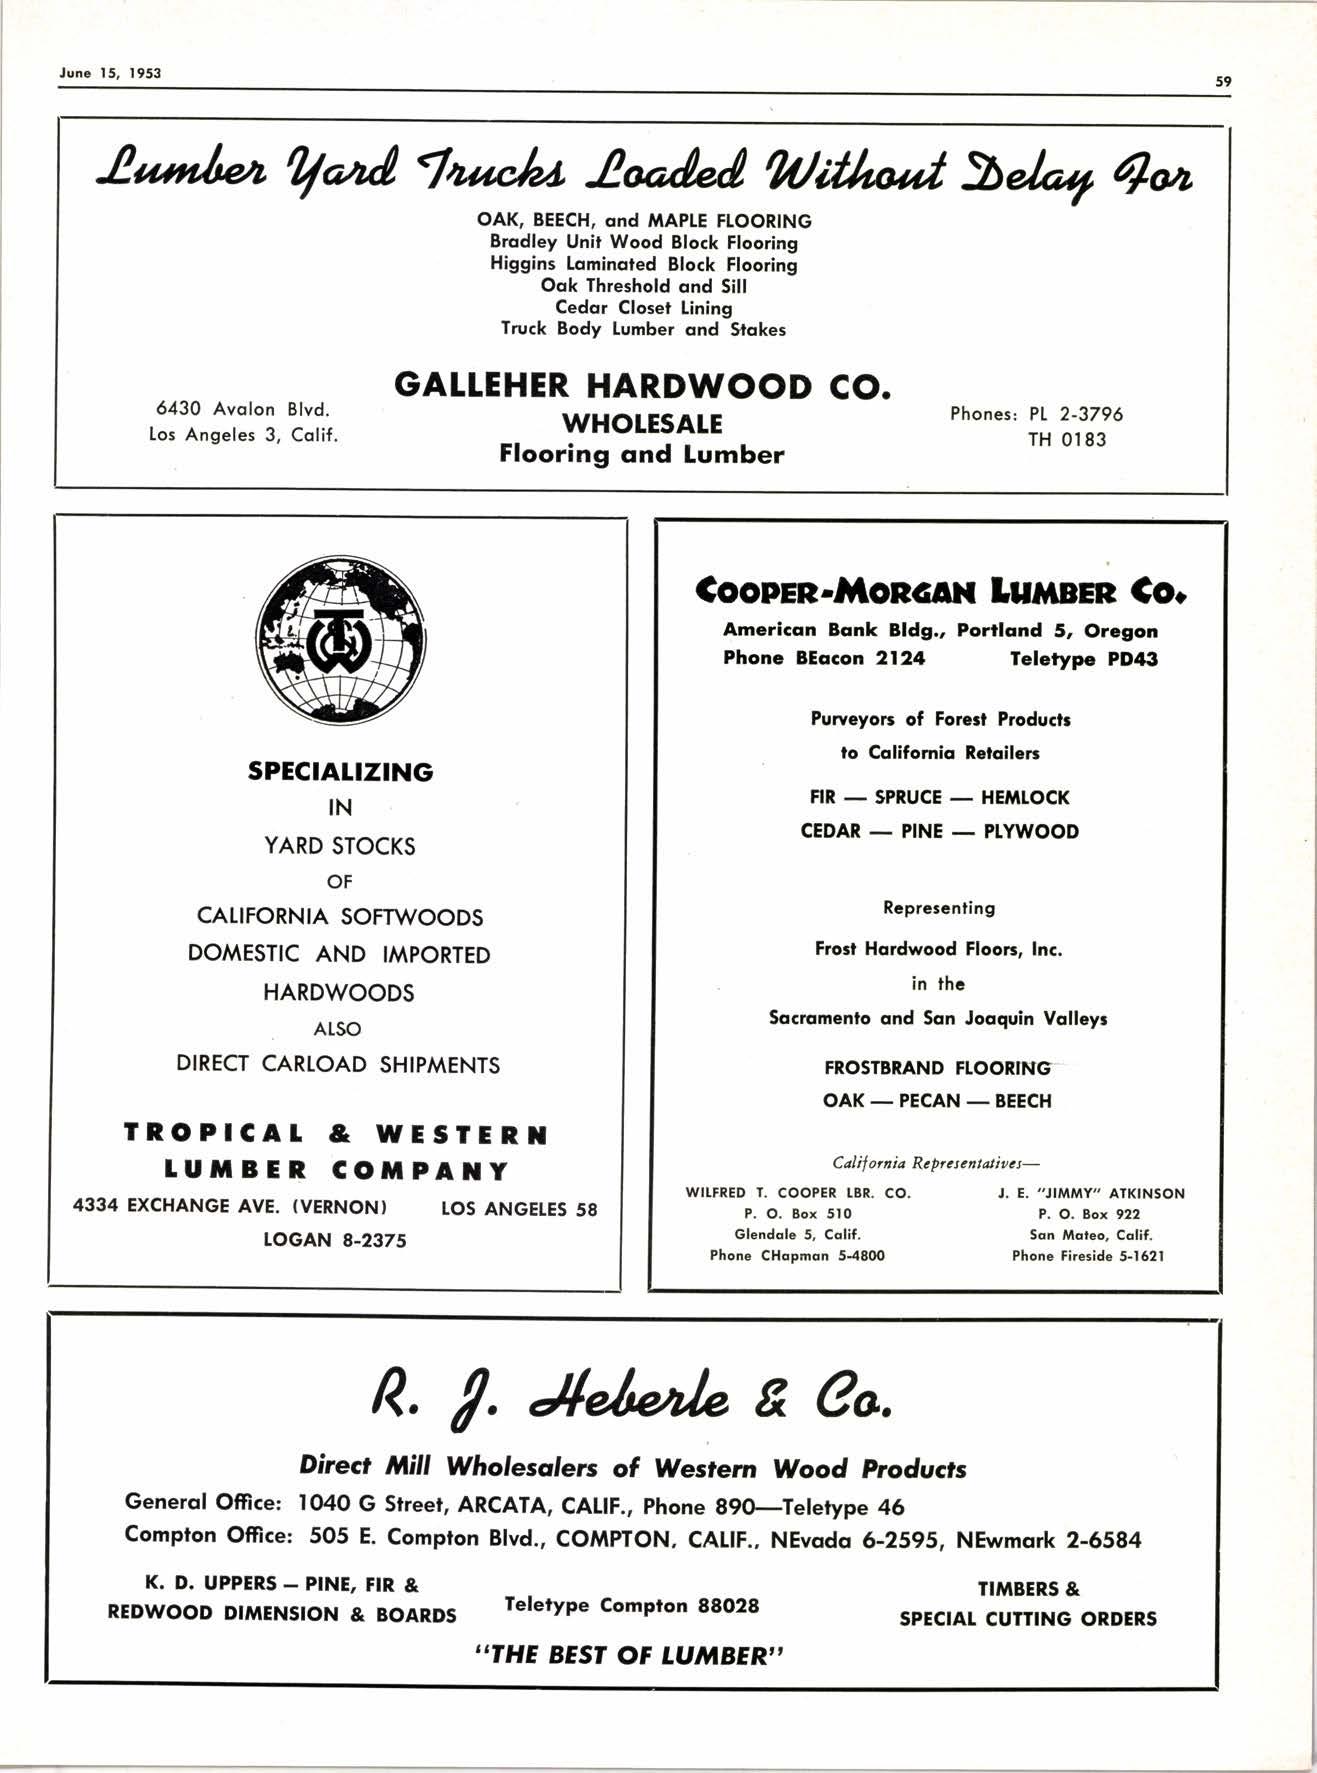 June 15, 1953
59
Lumber Yard Trucks Loaded Without Delay For
OAK, BEECH, and MAPLE FLOORING
Bradley Unit Wood Block Flooring
Higgins Laminated Block Flooring
Oak Threshold and Sill
Cedar Closet Lining
Truck Body Lumber and Stakes
GALLEHER HARDWOOD CO.
WHOLESALE
Flooring and Lumber
6430 Avalon Blvd.
Los Angeles 3, Calif.
Phones: PL 2-3796
TH 0183
T&W
SPECIALIZING
IN
YARD STOCKS
OF
CALIFORNIA SOFTWOODS
DOMESTIC AND IMPORTED
HARDWOODS
ALSO
DIRECT CARLOAD SHIPMENTS
TROPICAL & WESTERN
LUMBER COMPANY
4334 EXCHANGE AVE. (VERNON) LOS ANGELES 58
LOGAN 8-2375
COOPER-MORGAN LUMBER CO.
American Bank Bldg., Portland 5, Oregon
Phone BEacon 2124 Teletype PD43
Purveyors of Forest Products
to California Retailers
FIR — SPRUCE — HEMLOCK
CEDAR — PINE — PLYWOOD
Representing
Frost Hardwood Floors, Inc.
in the
Sacramento and San Joaquin Valleys
FROSTBRAND FLOORING
OAK — PECAN — BEECH
California Representatives—
WILFRED T. COOPER LBR. CO.
P. O. Box 510
Glendale 5, Calif.
Phone CHapman 5-4800
J. E. "JIMMY" ATKINSON
P. O. Box 922
San Mateo, Calif.
Phone Fireside 5-1621
R. J. Heberle & Co.
Direct Mill Wholesalers of Western Wood Products
General Office: 1040 G Street, ARCATA, CALIF., Phone 890—Teletype 46
Compton Office: 505 E. Compton Blvd., COMPTON, CALIF., NEvada 6-2595, NEwmark 2-6584
K. D. UPPERS — PINE, FIR &
REDWOOD DIMENSION & BOARDS
Teletype Compton 88028
TIMBERS &
SPECIAL CUTTING ORDERS
"THE BEST OF LUMBER"